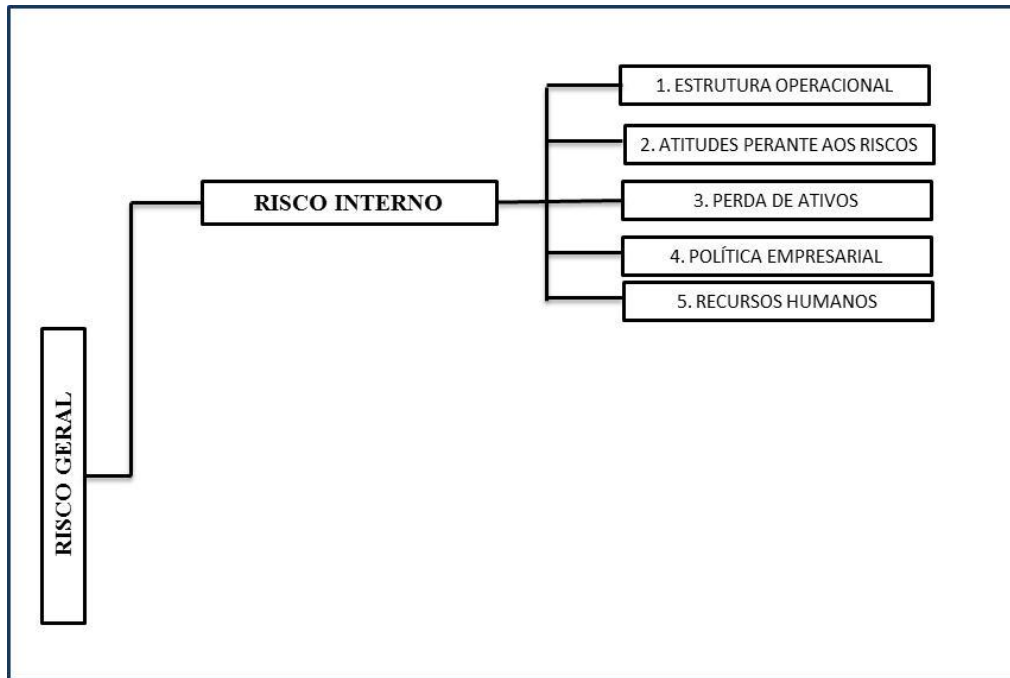 1. ESTRUTURA OPERACIONAL
2. ATITUDES PERANTE AOS RISCOS
RISCO INTERNO
3. PERDA DE ATIVOS
4. POLÍTICA EMPRESARIAL
5. RECURSOS HUMANOS
RISCO GERAL